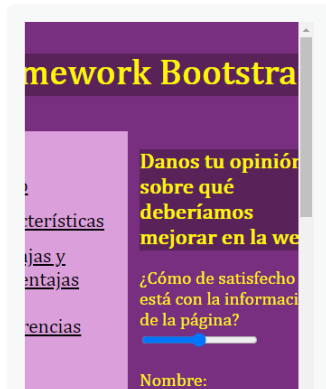 mework Bootstra
Danos tu opinión
sobre qué
deberíamos
mejorar en la we
cterísticas
ajas y
entajas
rencias
¿Cómo de satisfecho
está con la informaci
de la página?
Nombre: